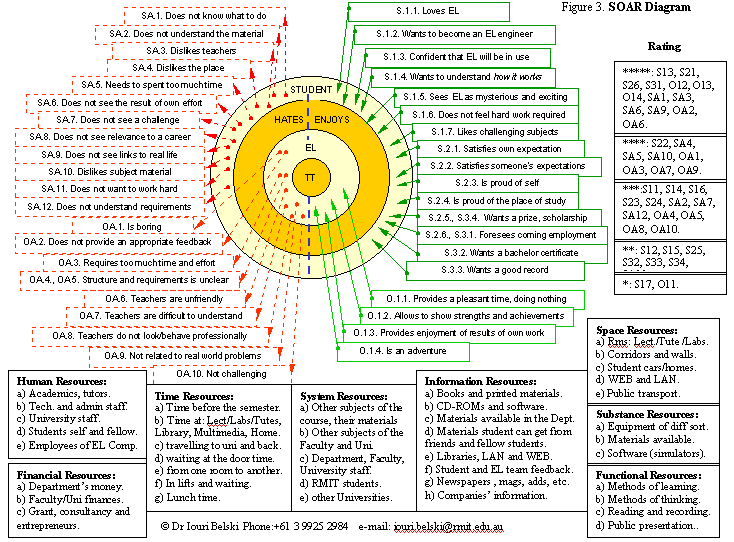 Figure 3. SOAR Diagram
SA.1. Does not know what to do
SA.2. Does not understand the material
SA.3. Dislikes teachers
SA.4. Dislikes the place
SA.5. Needs to spent too much time
SA.6. Does not see the result of own effort
SA.7. Does not see a challenge
SA.8. Does not see relevance to a career
SA.9. Does not see links to real life
SA.10. Dislikes subject material
SA.11. Does not want to work hard
SA.12. Does not understand requirements
OA.1. Is boring
OA.2. Does not provide an appropriate feedback
OA.3. Requires too much time and effort
OA.4., OA5. Structure and requirements is unclear
OA.6. Teachers are unfriendly
OA.7. Teachers are difficult to understand
OA.8. Teachers do not look/behave professionally
OA.9. Not related to real world problems
OA.10. Not challenging
STUDENT
HATES
ENJOYS
EL
TT
S.1.1. Loves EL
S.1.2. Wants to become an EL engineer
S.1.3. Confident that EL will be in use
S.1.4. Wants to understand how it works
S.1.5. Sees EL as mysterious and exciting
S.1.6. Does not feel hard work required
S.1.7. Likes challenging subjects
S.2.1. Satisfies own expectation
S.2.2. Satisfies someone's expectations
S.2.3. Is proud of self
S.2.4. Is proud of the place of study
S.2.5., S.3.4. Wants a prize, scholarship
S.2.6., S.3.1. Foresees coming employment
S.3.2. Wants a bachelor certificate
S.3.3. Wants a good record
O.1.1. Provides a pleasant time, doing nothing
O.1.2. Allows to show strengths and achievements
O.1.3. Provides enjoyment of results of own work
O.1.4. Is an adventure
Rating
*****: S13, S21,
S26, S31, O12, O13,
O14, SA1, SA3,
SA6, SA9, OA2,
OA6.
****: S22, SA4,
SA5, SA10, OA1,
OA3, OA7, OA9.
***:S11, S14, S16,
S23, S24, SA2, SA7,
SA12, OA4, OA5,
OA8, OA10.
**: S12, S15, S25,
S32, S33, S34,
*: S17, O11.
Human Resources:
a) Academics, tutors.
b) Tech. and admin staff.
c) University staff.
d) Students self and fellow.
e) Employees of EL Comp.
Financial Resources:
a) Department's money.
b) Faculty/Uni finances.
c) Grant, consultancy and
entrepreneurs.
Time Resources:
a) Time before the semester.
b) Time at: Lect/Labs/Tutes,
Library, Multimedia, Home.
c) travelling to uni and back.
d) waiting at the door time.
e) from one room to another.
f) In lifts and waiting.
g) Lunch time.
System Resources:
a) Other subjects of the
course, their materials
b) Other subjects of the
Faculty and Uni.
c) Department, Faculty,
University staff.
d) RMIT students.
e) other Universities.
Information Resources:
a) Books and printed materials.
b) CD-ROMs and software.
c) Materials available in the Dept.
d) Materials students can get from
friends and fellow students.
e) Libraries, LAN and WEB.
f) Student and EL team feedback.
g) Newspapers , mags, adds, etc.
h) Companies' information.
Space Resources:
a) Rms: Lect./Tute /Labs.
b) Corridors and walls.
c) Student cars/homes.
d) WEB and LAN.
e) Public transport.
Substance Resources:
a) Equipment of diff sort.
b) Materials available.
c) Software (simulators).
Functional Resources:
a) Methods of learning.
b) Methods of thinking.
c) Reading and recording.
d) Public presentation..
© Dr Iouri Belski Phone:+61 3 9925 2984 e-mail: iouri.belski@rmit.edu.au